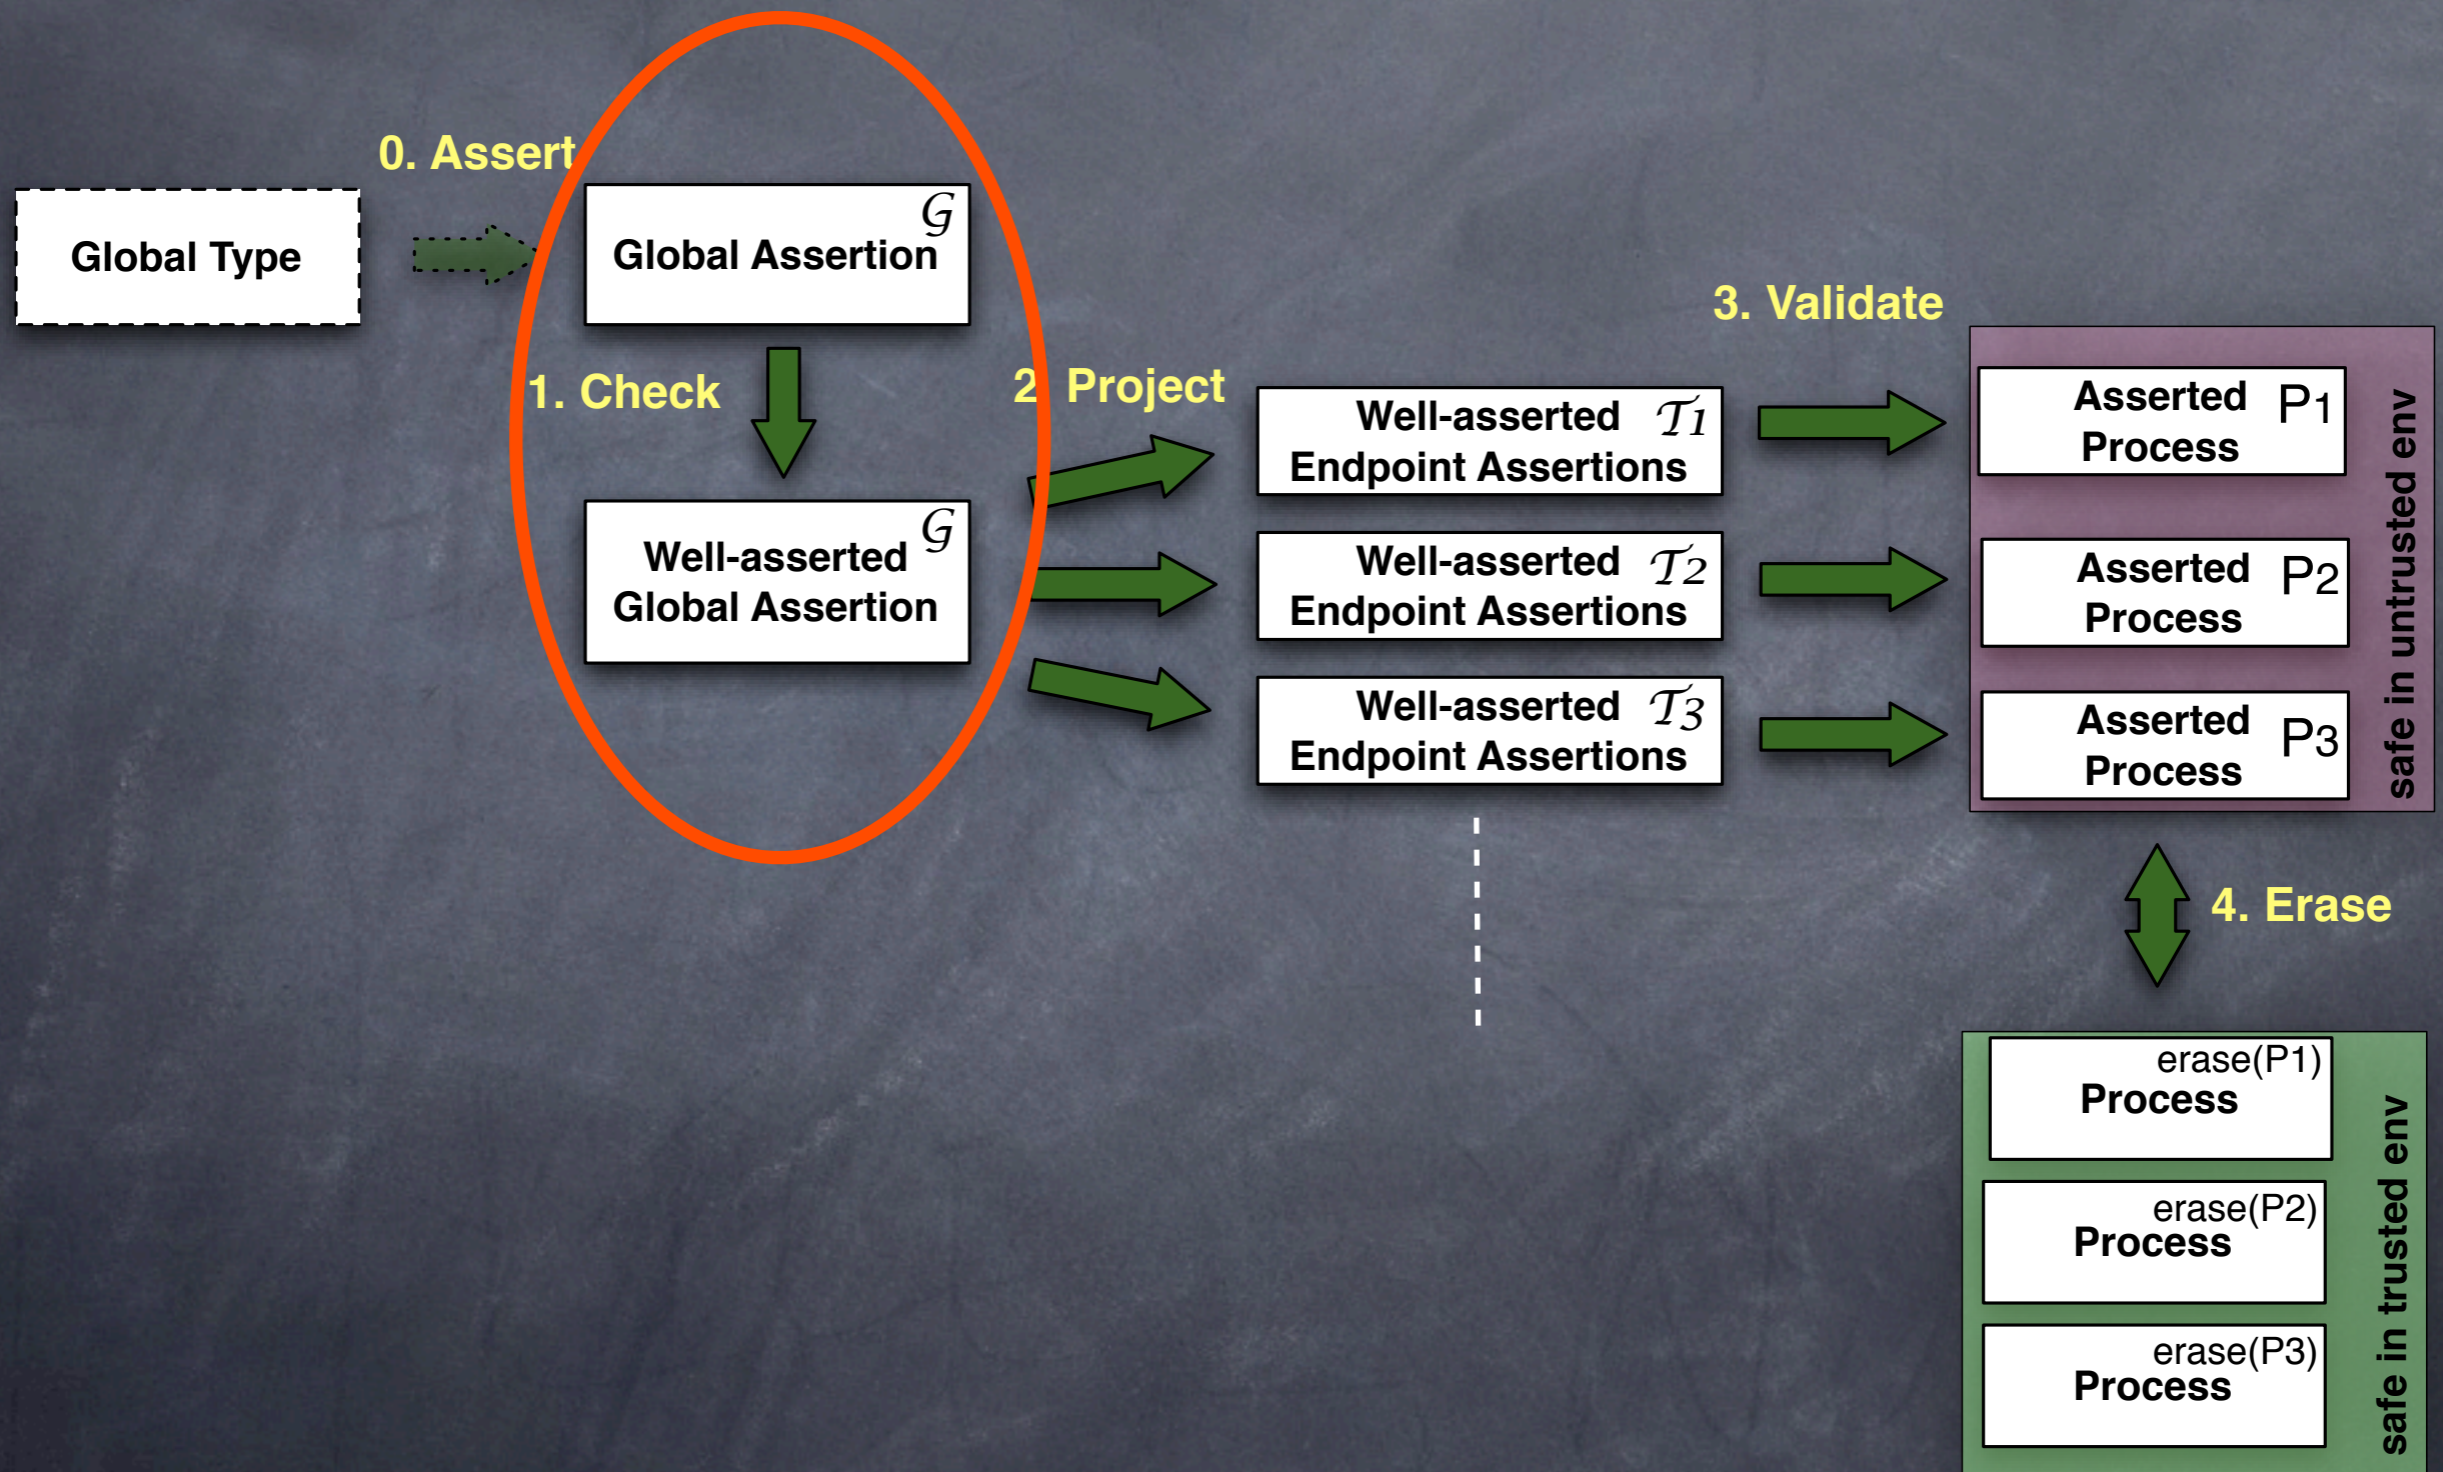 0. Assert
Global Type
𝒢
Global Assertion
1. Check
𝒢
Well-asserted
Global Assertion
2. Project
Well-asserted 𝒯1
Endpoint Assertions
Well-asserted 𝒯2
Endpoint Assertions
Well-asserted 𝒯3
Endpoint Assertions
3. Validate
Asserted P1
Process
Asserted P2
Process
Asserted P3
Process
safe in untrusted env
4. Erase
erase(P1)
Process
erase(P2)
Process
erase(P3)
Process
safe in trusted env